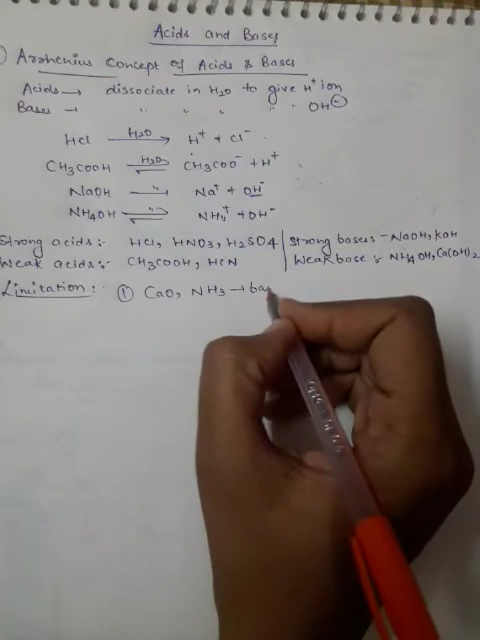 Acids and Bases
Arrhenius Concept of Acids & Bases
Acids → dissociate in H2O to give H+ ion
Bases → " " " " " OH⊖
HCl —H2O→ H+ + Cl-
CH3COOH ⇌H2O CH3COO- + H+
NaOH —"→ Na+ + OH-
NH4OH ⇌" NH4+ + OH-
Strong acids:- HCl, HNO3, H2SO4 | Strong bases:- NaOH, KOH
Weak acids:- CH3COOH, HCN | Weak base:- NH4OH, Ca(OH)2
Limitation:- ① CaO, NH3 → bas